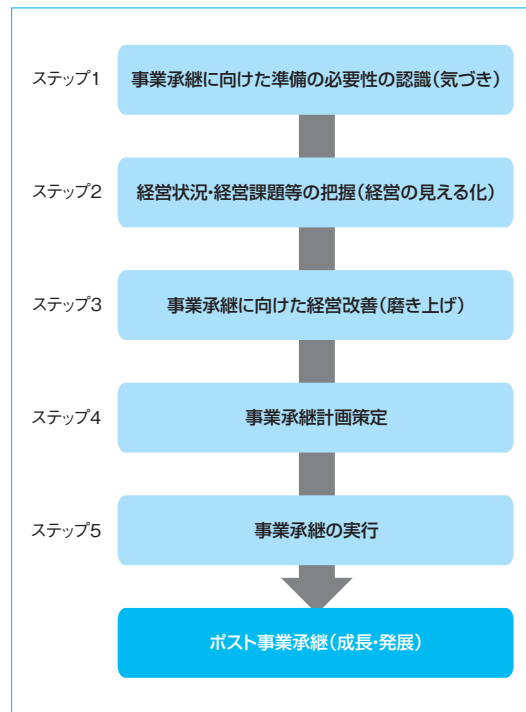 ステップ1
事業承継に向けた準備の必要性の認識（気づき）
ステップ2
経営状況・経営課題等の把握（経営の見える化）
ステップ3
事業承継に向けた経営改善（磨き上げ）
ステップ4
事業承継計画策定
ステップ5
事業承継の実行
ポスト事業承継（成長・発展）